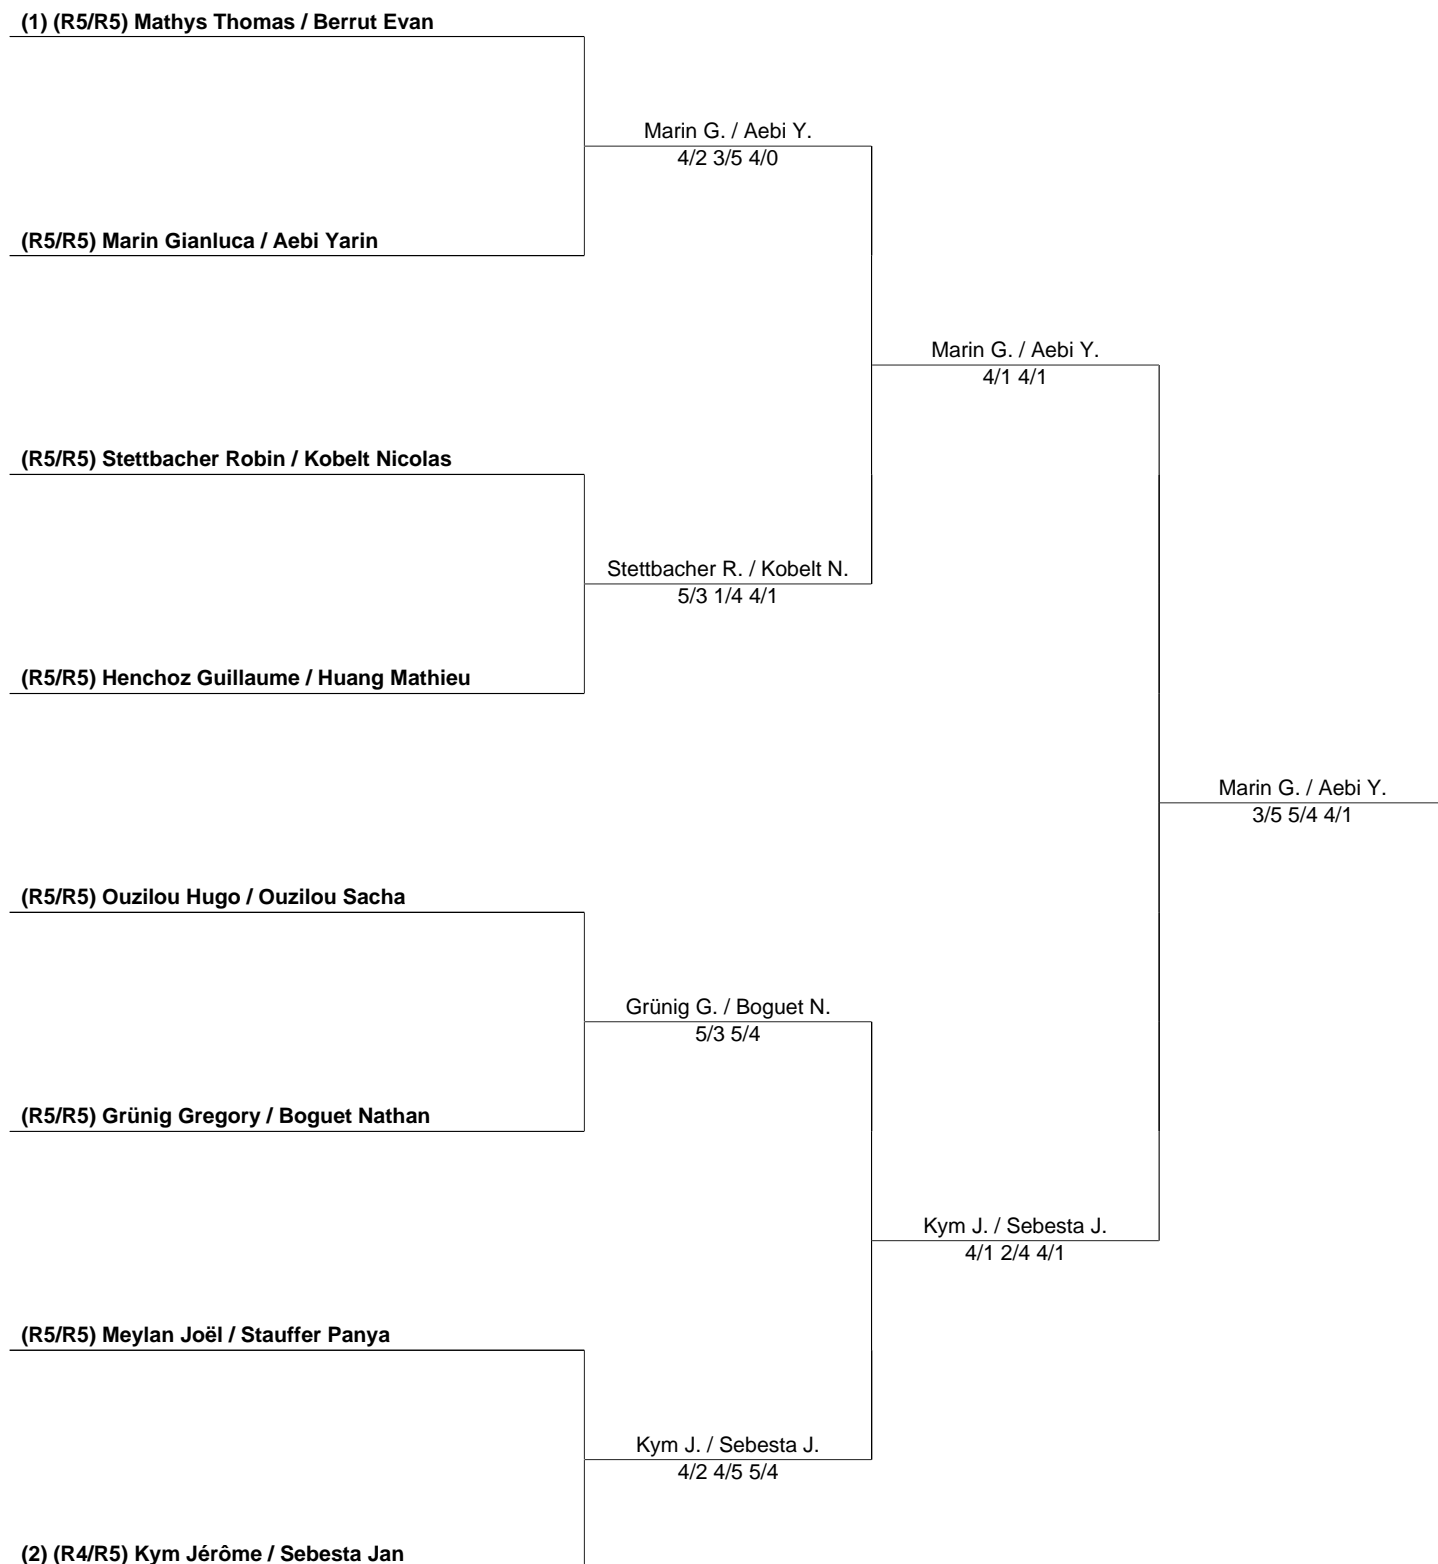 (1) (R5/R5) Mathys Thomas / Berrut Evan
Marin G. / Aebi Y.
4/2 3/5 4/0
(R5/R5) Marin Gianluca / Aebi Yarin
Marin G. / Aebi Y.
4/1 4/1
(R5/R5) Stettbacher Robin / Kobelt Nicolas
Stettbacher R. / Kobelt N.
5/3 1/4 4/1
(R5/R5) Henchoz Guillaume / Huang Mathieu
Marin G. / Aebi Y.
3/5 5/4 4/1
(R5/R5) Ouzilou Hugo / Ouzilou Sacha
Grünig G. / Boguet N.
5/3 5/4
(R5/R5) Grünig Gregory / Boguet Nathan
Kym J. / Sebesta J.
4/1 2/4 4/1
(R5/R5) Meylan Joël / Stauffer Panya
Kym J. / Sebesta J.
4/2 4/5 5/4
(2) (R4/R5) Kym Jérôme / Sebesta Jan